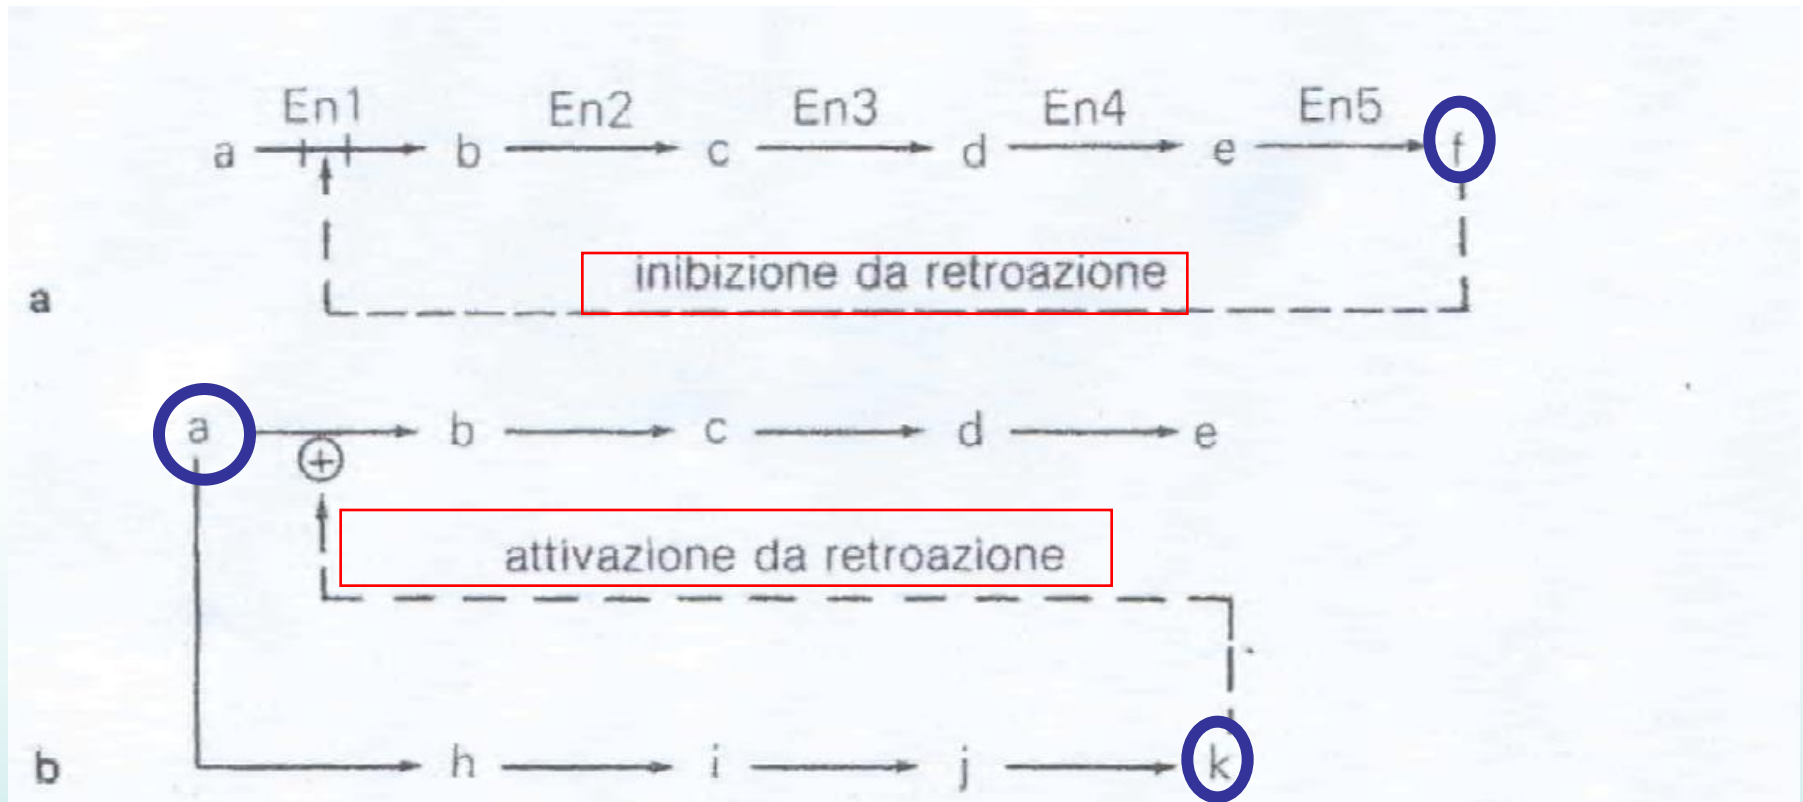 En1 En2 En3 En4 En5
a b c d e f
inibizione da retroazione
a
a b c d e
+
attivazione da retroazione
b h i j k